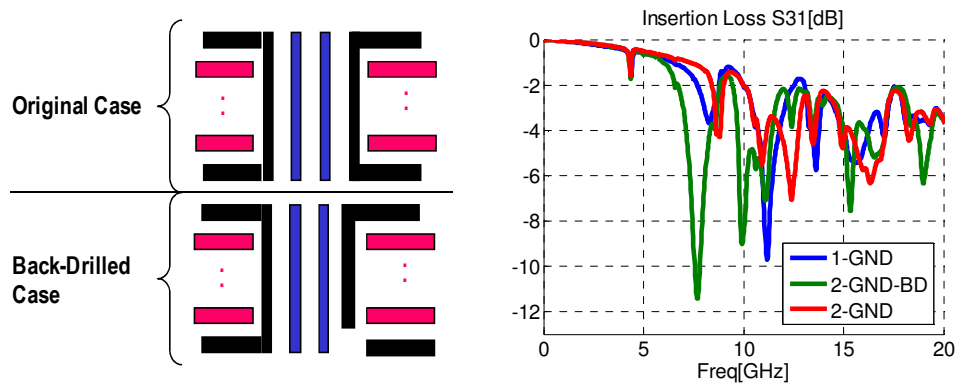 Original Case
Back-Drilled
Case
Insertion Loss S31[dB]
0
-2
-4
-6
-8
-10
-12
1-GND
2-GND-BD
2-GND
0 5 10 15 20
Freq[GHz]